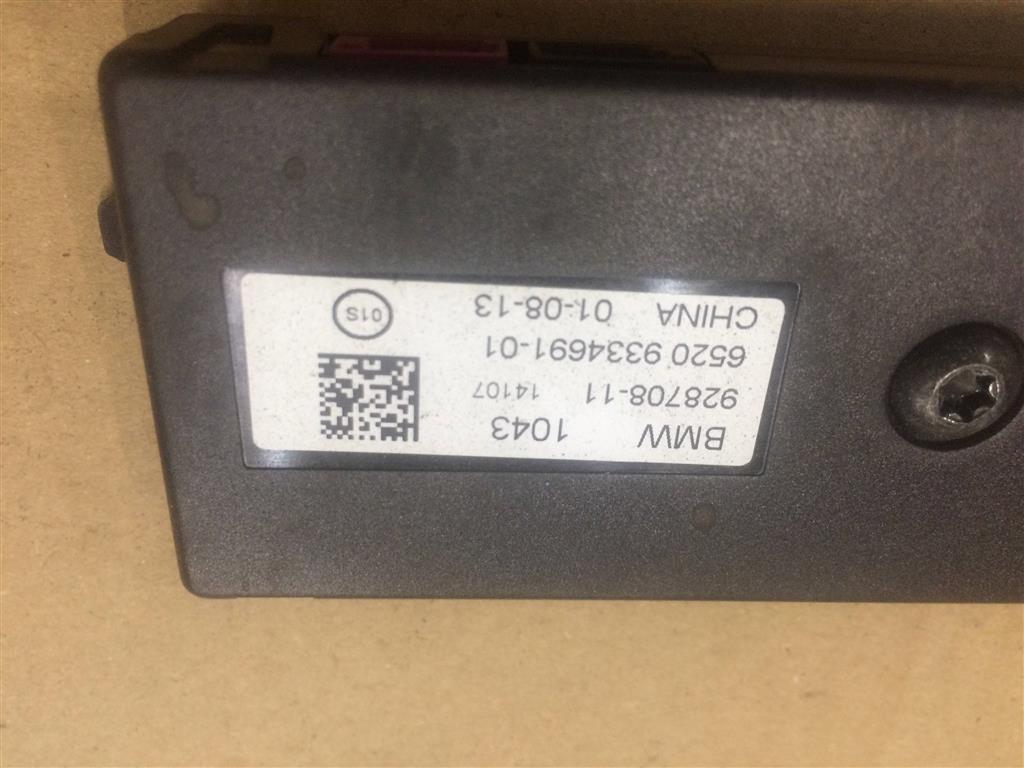 BMW 1043
928708-11 14107
6520 9334691-01
CHINA 01-08-13
01S